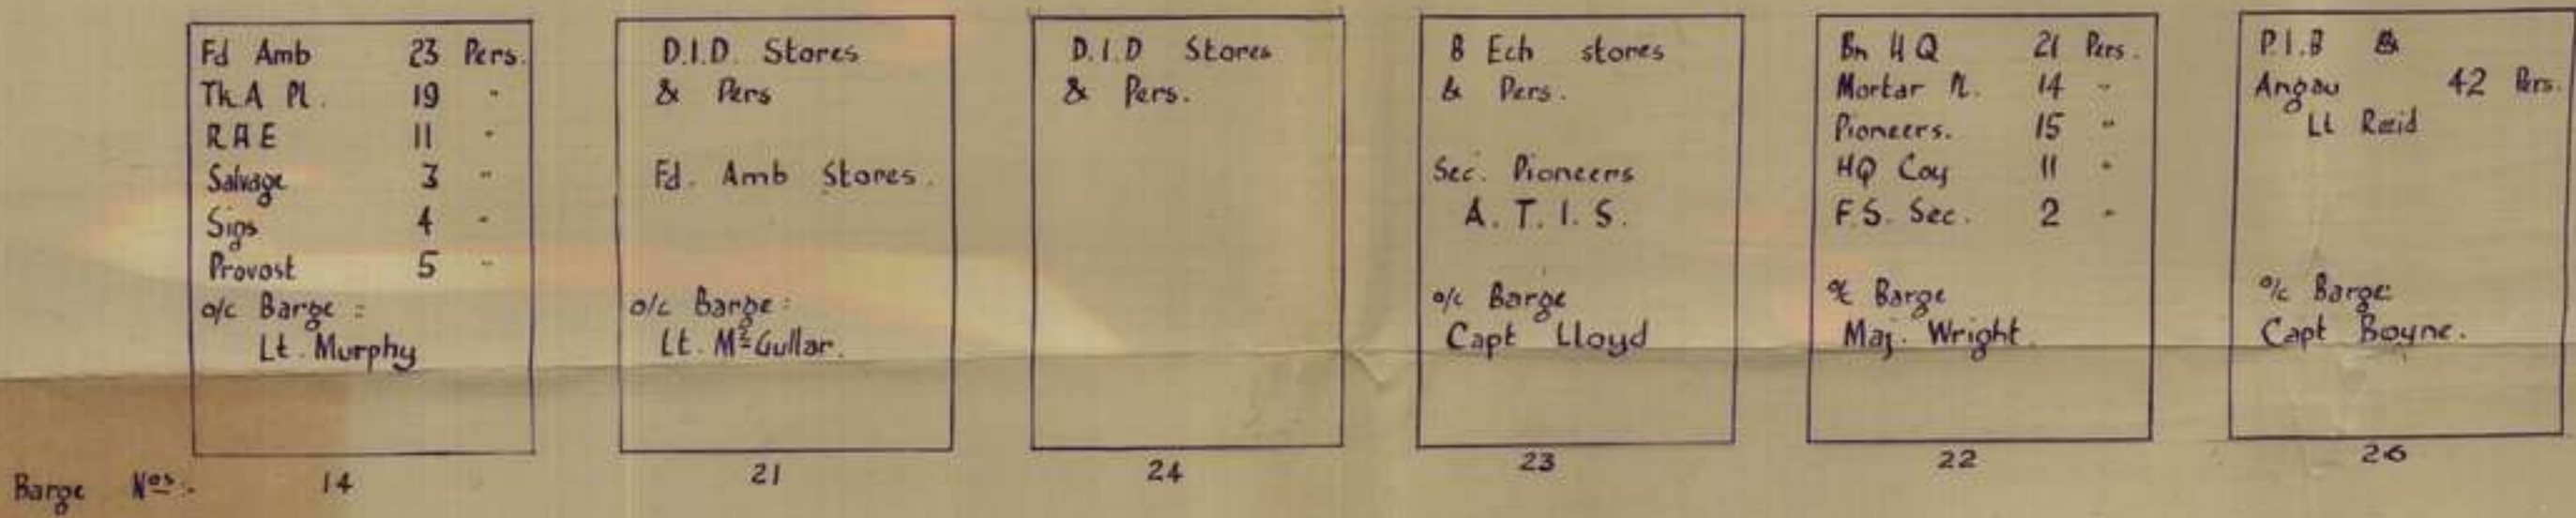 Fd Amb 23 Pers.
Tk.A Pl. 19 "
RAE 11 "
Salvage 3 "
Sigs 4 "
Provost 5 "
o/c Barge :
Lt. Murphy
14
D.I.D. Stores
& Pers
Fd. Amb Stores.
o/c Barge :
Lt. McGullar.
21
D.I.D Stores
& Pers.
24
B Ech stores
& Pers.
Sec. Pioneers
A. T. I. S.
o/c Barge
Capt Lloyd
23
Bn HQ 21 Pers.
Mortar Pl. 14 "
Pioneers. 15 "
HQ Coy 11 "
F.S. Sec. 2 "
o/c Barge
Maj. Wright.
22
P.I.B &
Angau 42 Pers.
Lt Reid
o/c Barge:
Capt Boyne.
26
Barge Nos.